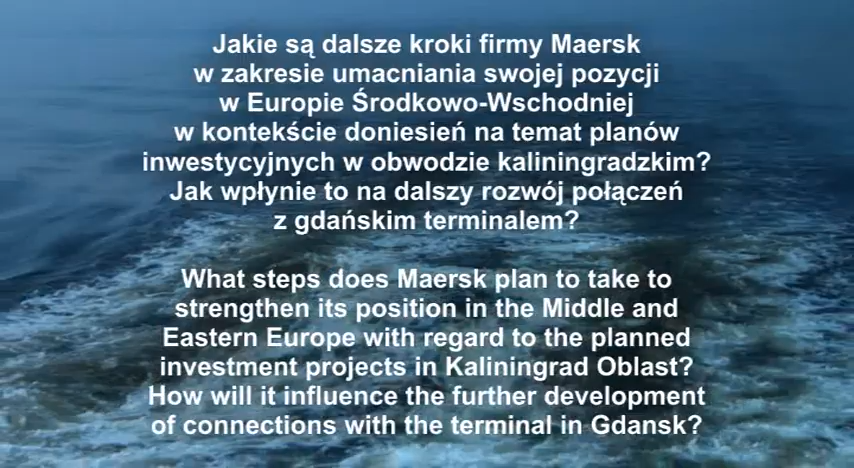 Jakie są dalsze kroki firmy Maersk
w zakresie umacniania swojej pozycji
w Europie Środkowo-Wschodniej
w kontekście doniesień na temat planów
inwestycyjnych w obwodzie kaliningradzkim?
Jak wpłynie to na dalszy rozwój połączeń
z gdańskim terminalem?
What steps does Maersk plan to take to
strengthen its position in the Middle and
Eastern Europe with regard to the planned
investment projects in Kaliningrad Oblast?
How will it influence the further development
of connections with the terminal in Gdansk?